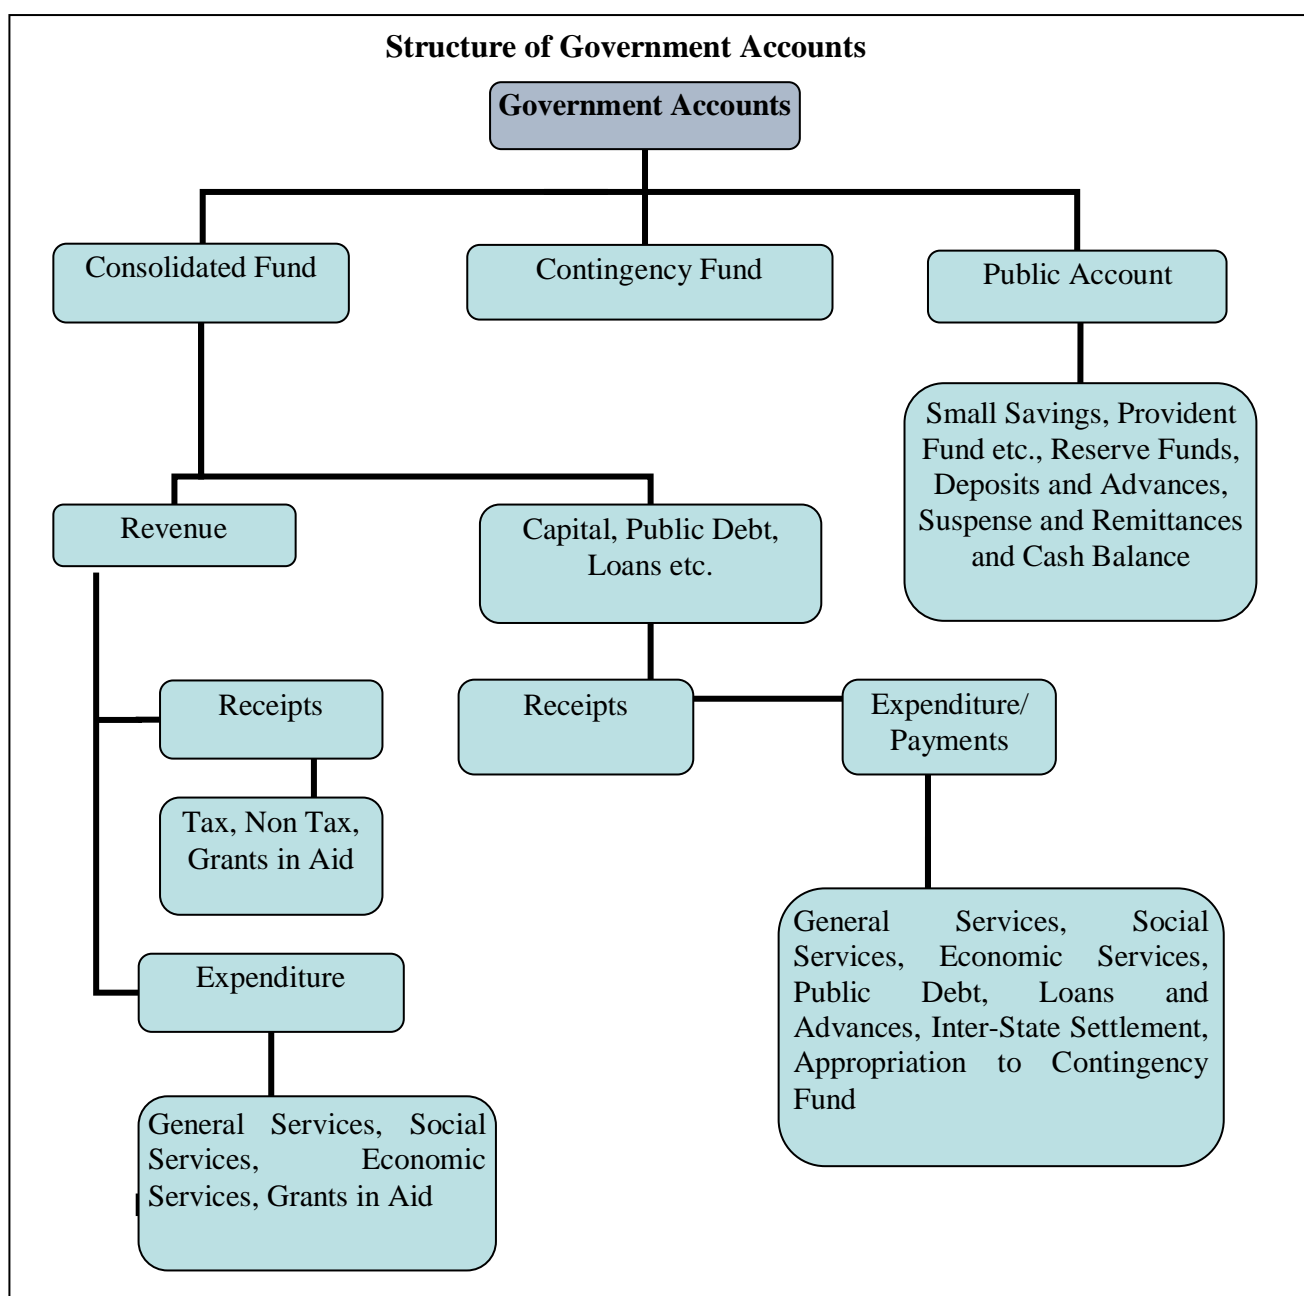 Structure of Government Accounts
Government Accounts
Consolidated Fund
Contingency Fund
Public Account
Small Savings, Provident
Fund etc., Reserve Funds,
Deposits and Advances,
Suspense and Remittances
and Cash Balance
Revenue
Capital, Public Debt,
Loans etc.
Receipts
Receipts
Expenditure/
Payments
Tax, Non Tax,
Grants in Aid
General Services, Social
Services, Economic Services,
Public Debt, Loans and
Advances, Inter-State Settlement,
Appropriation to Contingency
Fund
Expenditure
General Services, Social
Services, Economic
Services, Grants in Aid